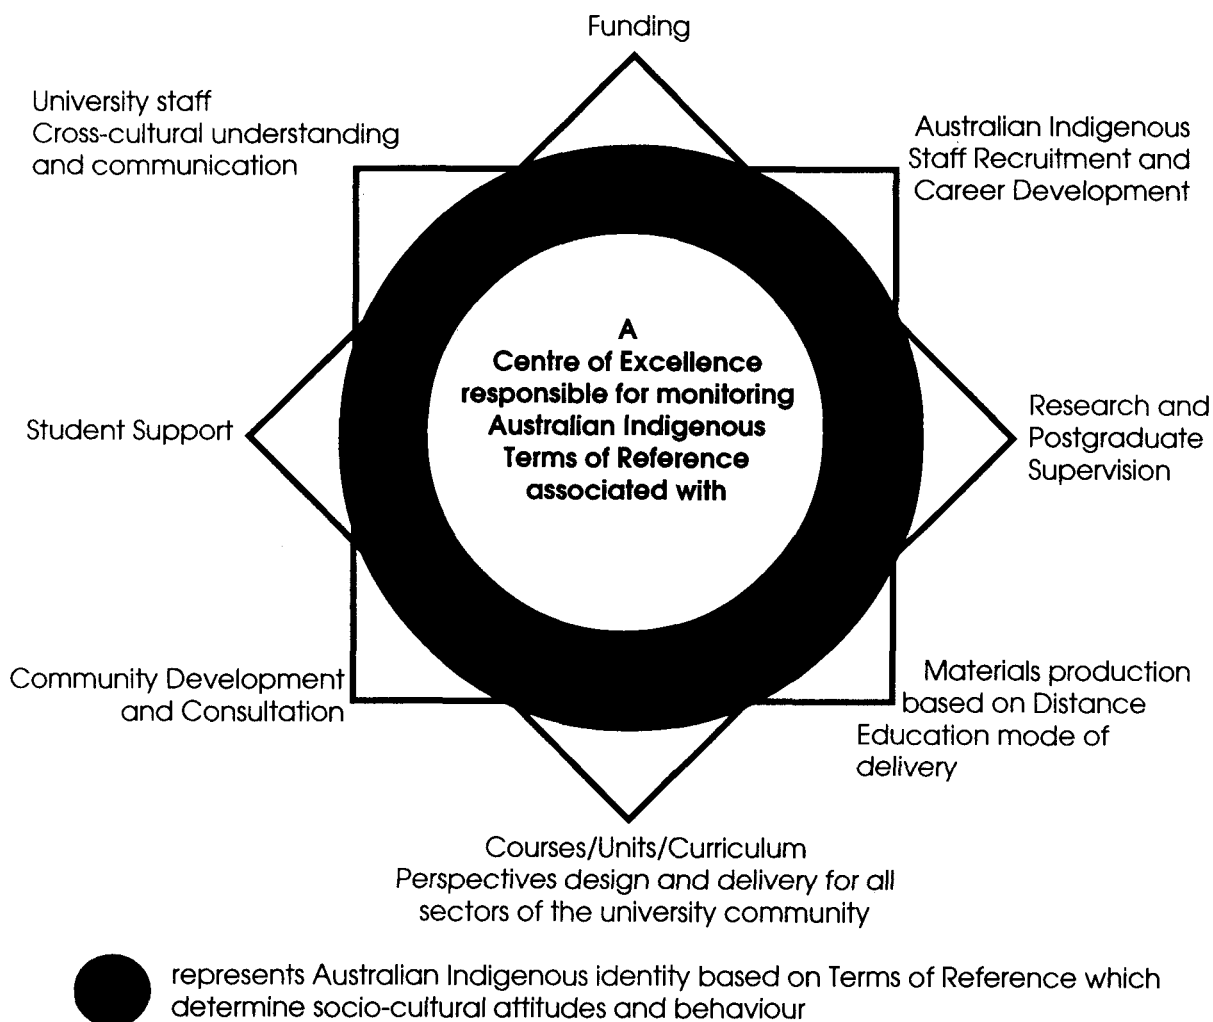 Funding
University staff
Cross-cultural understanding
and communication
Australian Indigenous
Staff Recruitment and
Career Development
A
Centre of Excellence
responsible for monitoring
Australian Indigenous
Terms of Reference
associated with
Student Support
Research and
Postgraduate
Supervision
Community Development
and Consultation
Materials production
based on Distance
Education mode of
delivery
Courses/Units/Curriculum
Perspectives design and delivery for all
sectors of the university community
represents Australian Indigenous identity based on Terms of Reference which
determine socio-cultural attitudes and behaviour